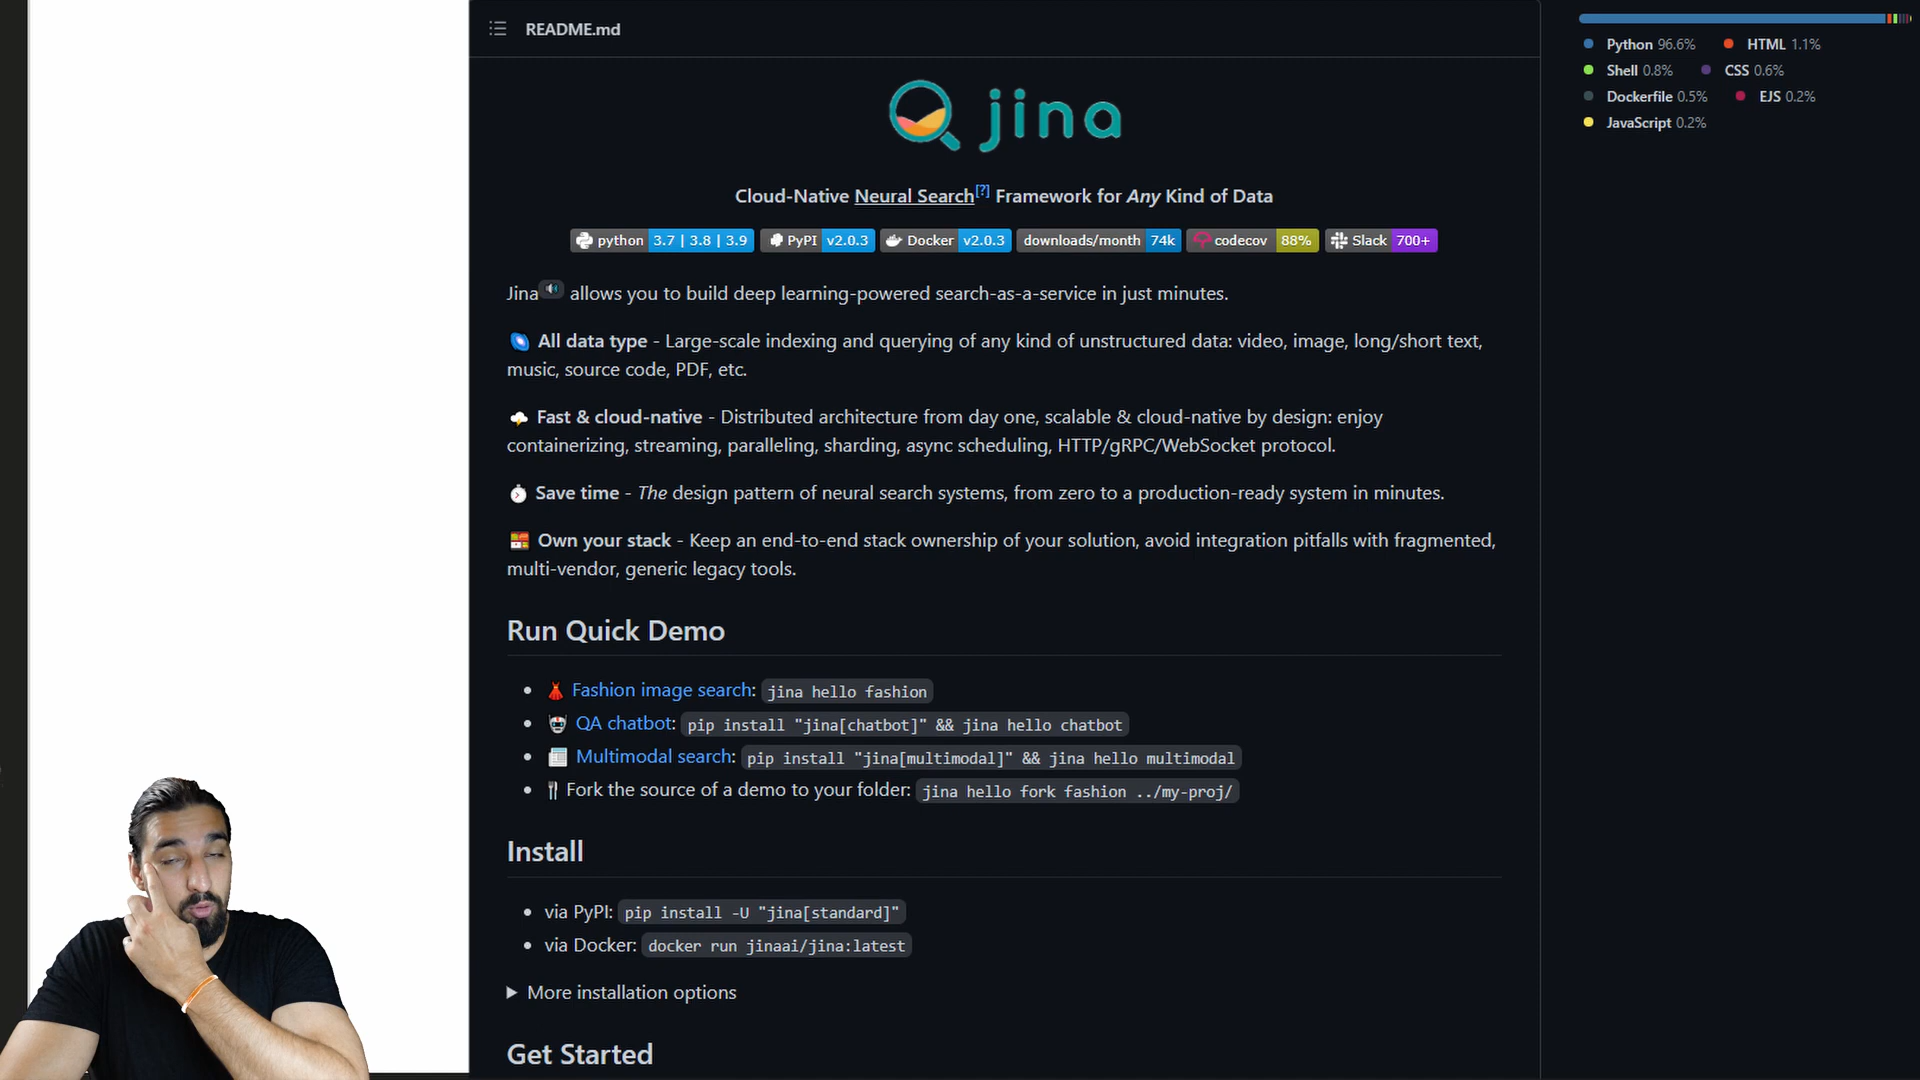 README.md
Python 96.6% HTML 1.1%
Shell 0.8% CSS 0.6%
Dockerfile 0.5% EJS 0.2%
JavaScript 0.2%
jina
Cloud-Native Neural Search[?] Framework for Any Kind of Data
python 3.7 | 3.8 | 3.9 PyPI v2.0.3 Docker v2.0.3 downloads/month 74k codecov 88% Slack 700+
Jina allows you to build deep learning-powered search-as-a-service in just minutes.
All data type - Large-scale indexing and querying of any kind of unstructured data: video, image, long/short text,
music, source code, PDF, etc.
Fast & cloud-native - Distributed architecture from day one, scalable & cloud-native by design: enjoy
containerizing, streaming, paralleling, sharding, async scheduling, HTTP/gRPC/WebSocket protocol.
Save time - The design pattern of neural search systems, from zero to a production-ready system in minutes.
Own your stack - Keep an end-to-end stack ownership of your solution, avoid integration pitfalls with fragmented,
multi-vendor, generic legacy tools.
Run Quick Demo
Fashion image search: jina hello fashion
QA chatbot: pip install "jina[chatbot]" && jina hello chatbot
Multimodal search: pip install "jina[multimodal]" && jina hello multimodal
Fork the source of a demo to your folder: jina hello fork fashion ../my-proj/
Install
via PyPI: pip install -U "jina[standard]"
via Docker: docker run jinaai/jina:latest
More installation options
Get Started